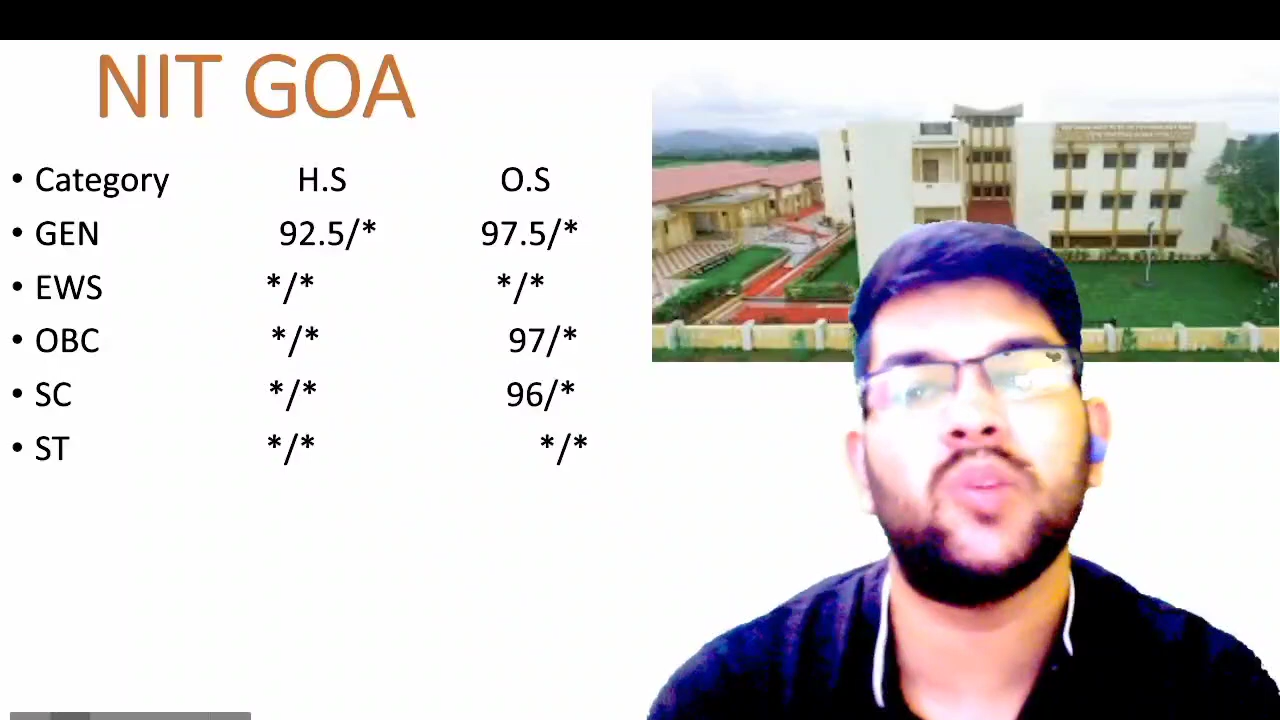 NIT GOA
• Category H.S O.S
• GEN 92.5/* 97.5/*
• EWS */* */*
• OBC */* 97/*
• SC */* 96/*
• ST */* */*